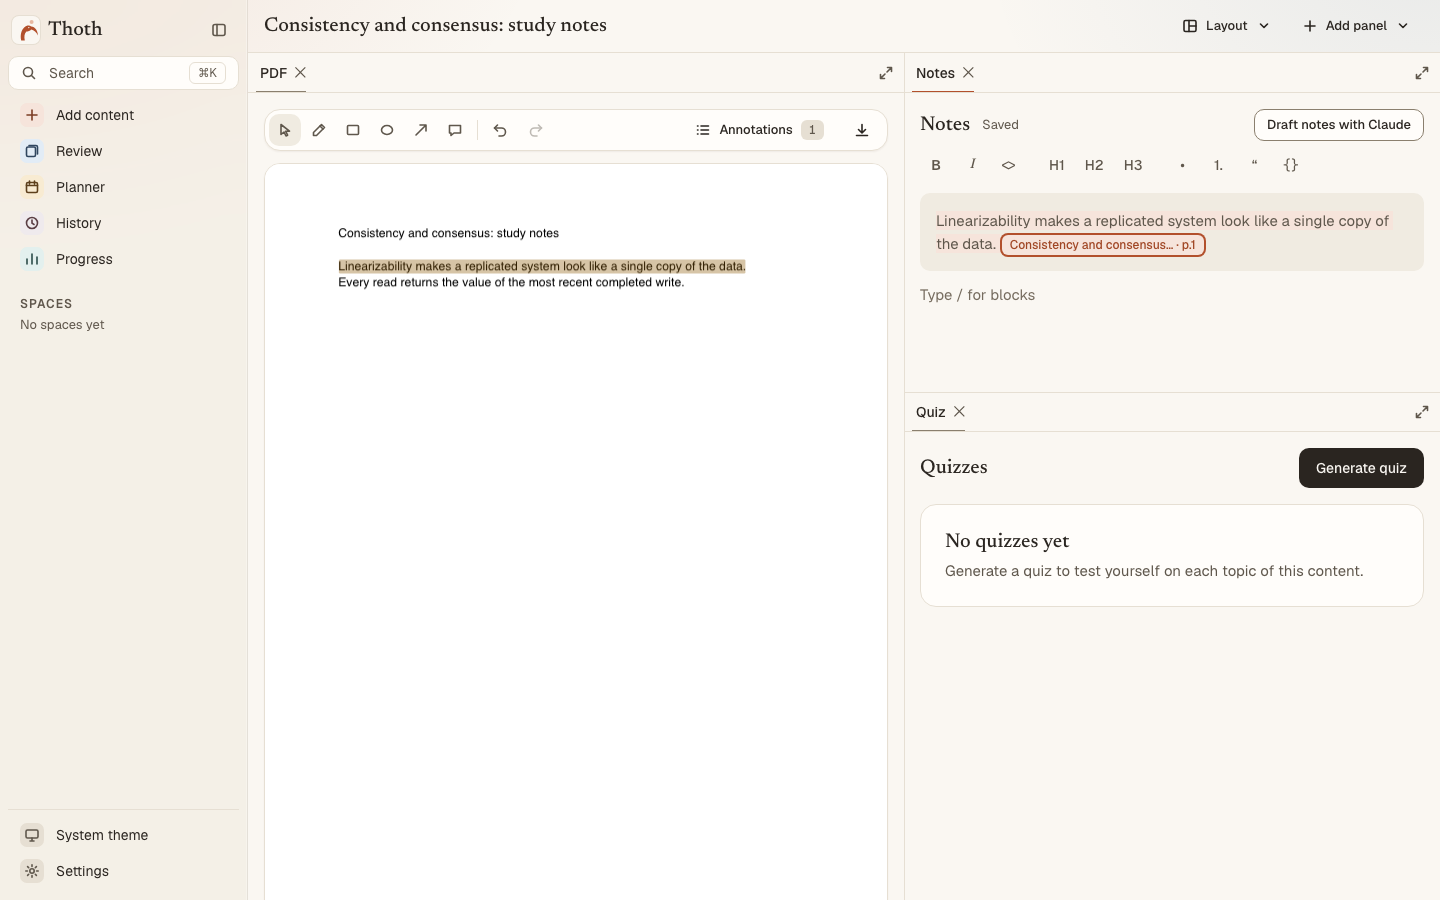 Thoth
Search
⌘K
Add content
Review
Planner
History
Progress
SPACES
No spaces yet
System theme
Settings
Consistency and consensus: study notes
Layout
Add panel
PDF
Annotations 1
Consistency and consensus: study notes
Linearizability makes a replicated system look like a single copy of the data.
Every read returns the value of the most recent completed write.
Notes
Notes Saved
Draft notes with Claude
B I <> H1 H2 H3 • 1. “ {}
Linearizability makes a replicated system look like a single copy of
the data. Consistency and consensus... · p.1
Type / for blocks
Quiz
Quizzes
Generate quiz
No quizzes yet
Generate a quiz to test yourself on each topic of this content.